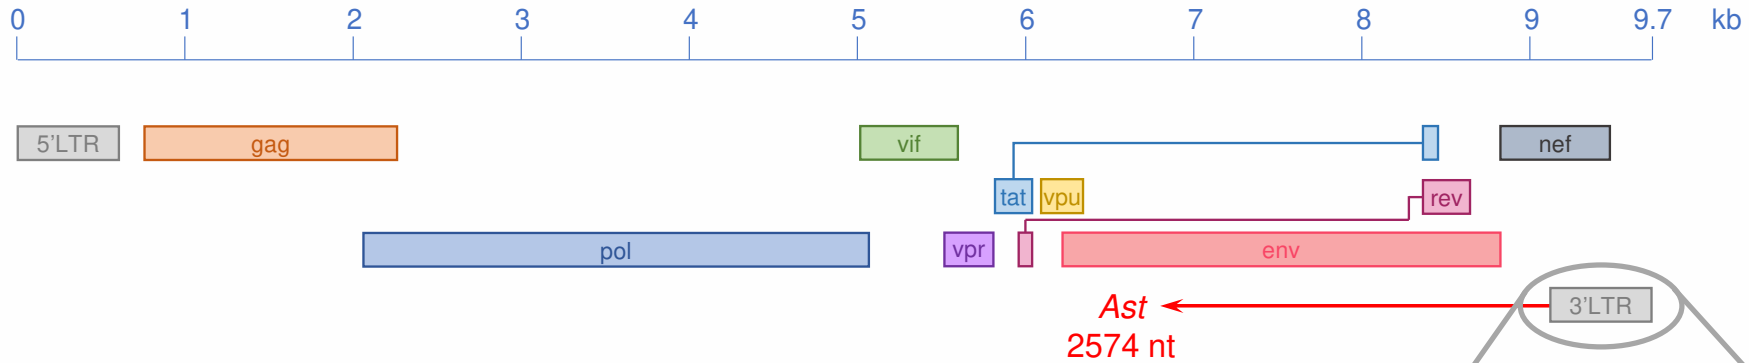 0 1 2 3 4 5 6 7 8 9 9.7 kb
5'LTR gag vif nef
tat vpu rev
pol vpr env
Ast 3'LTR
2574 nt